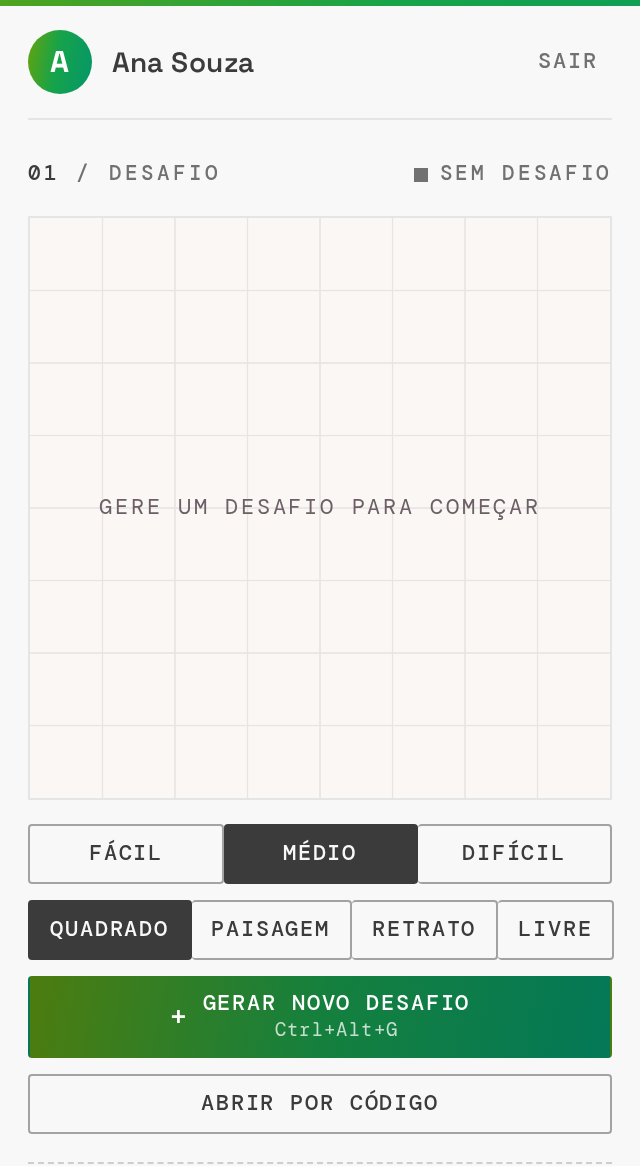 A
Ana Souza
SAIR
01 / DESAFIO
SEM DESAFIO
GERE UM DESAFIO PARA COMEÇAR
FÁCIL
MÉDIO
DIFÍCIL
QUADRADO
PAISAGEM
RETRATO
LIVRE
+ GERAR NOVO DESAFIO
Ctrl+Alt+G
ABRIR POR CÓDIGO